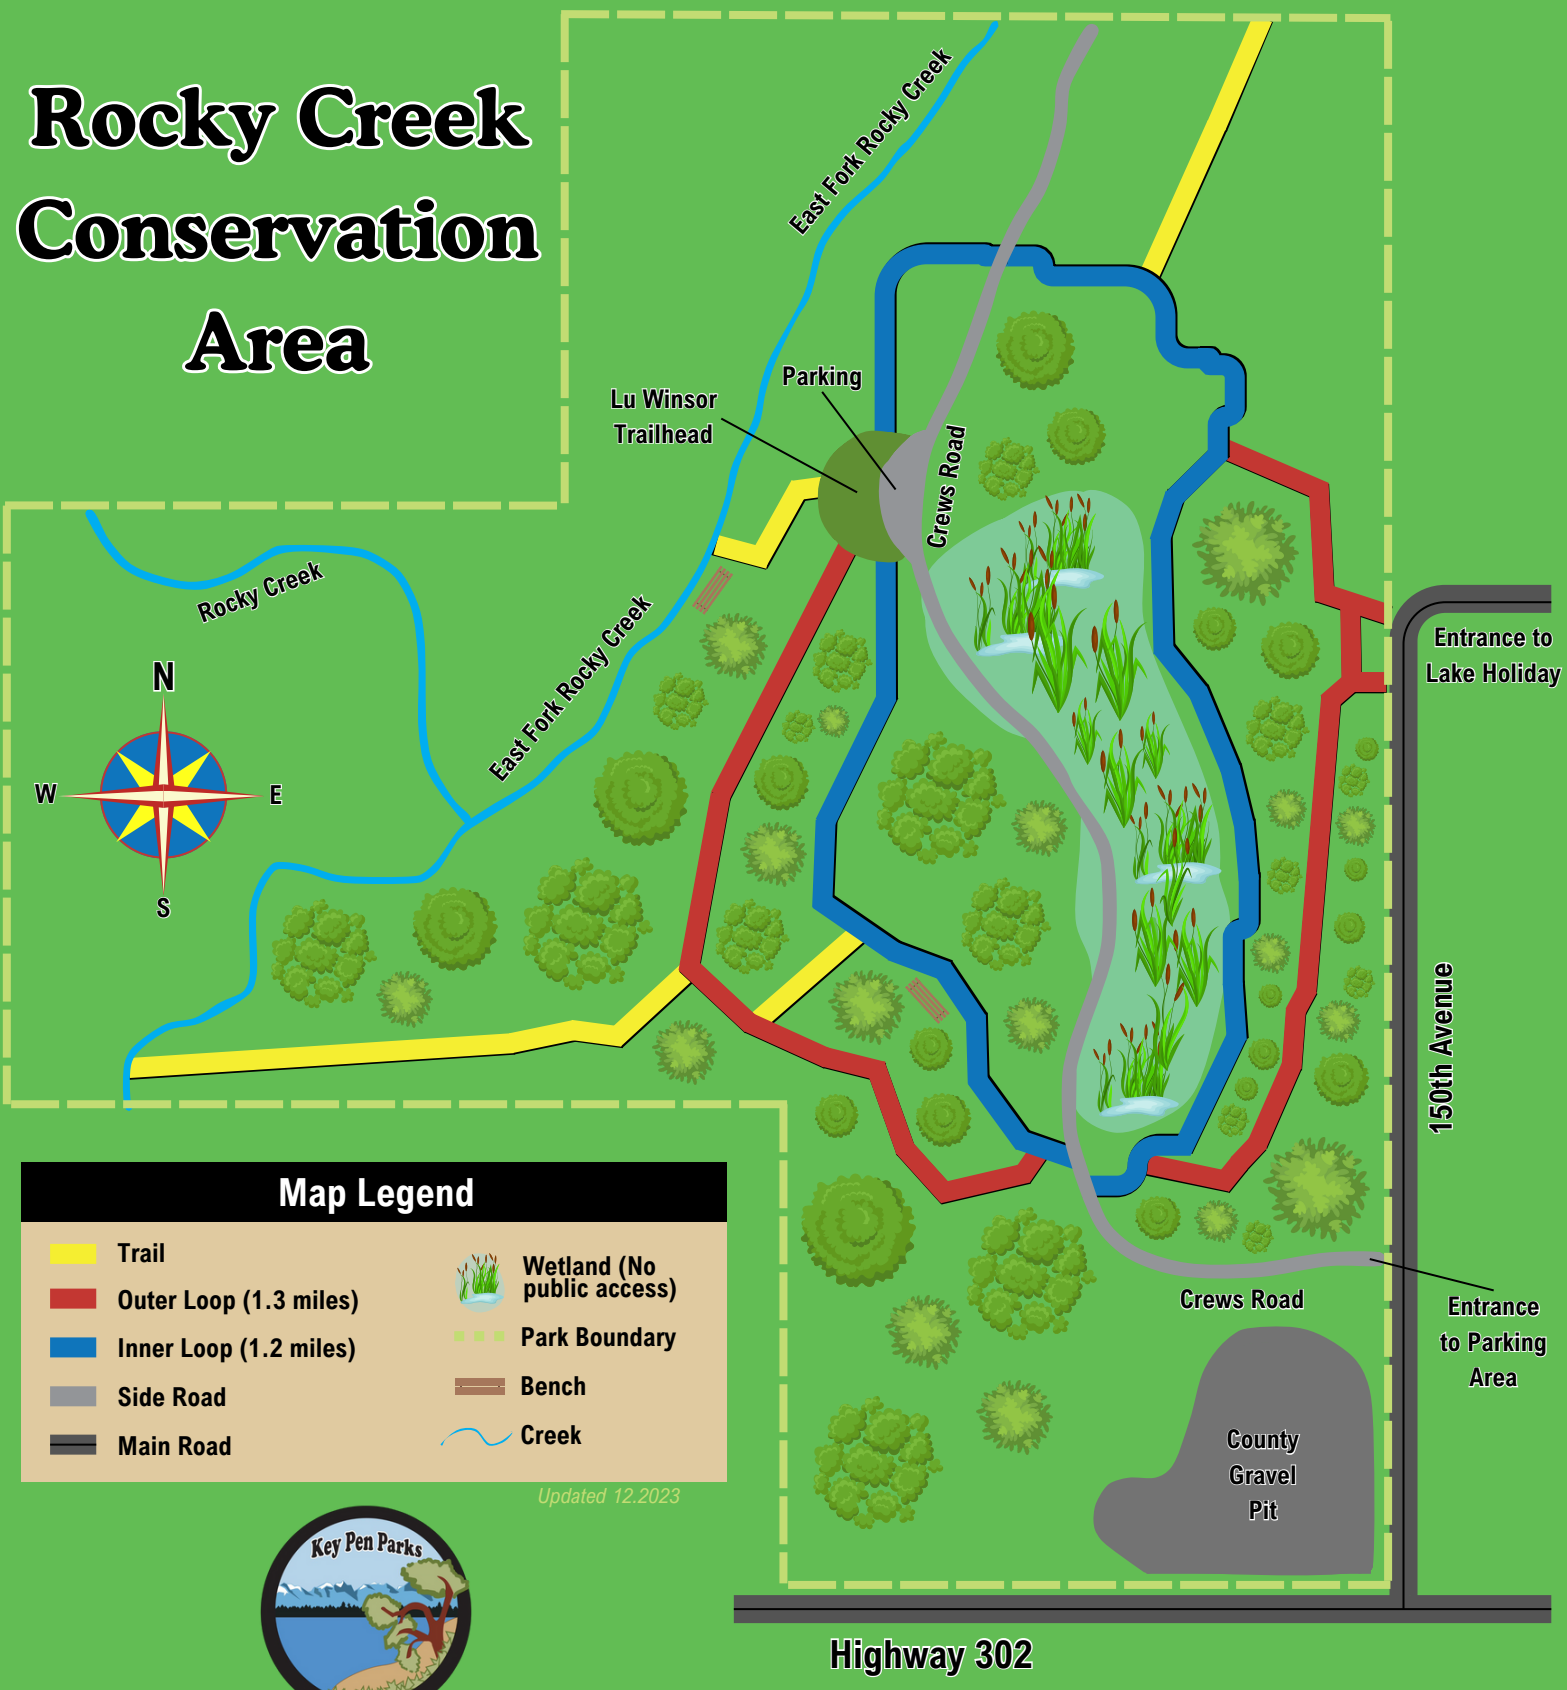 Rocky Creek
Conservation
Area
East Fork Rocky Creek
Parking
Lu Winsor
Trailhead
Crews Road
Rocky Creek
East Fork Rocky Creek
Entrance to
Lake Holiday
N
W
E
S
150th Avenue
Map Legend
Trail
Outer Loop (1.3 miles)
Inner Loop (1.2 miles)
Side Road
Main Road
Wetland (No
public access)
Park Boundary
Bench
Creek
Updated 12.2023
Crews Road
Entrance
to Parking
Area
County
Gravel
Pit
Key Pen Parks
Highway 302